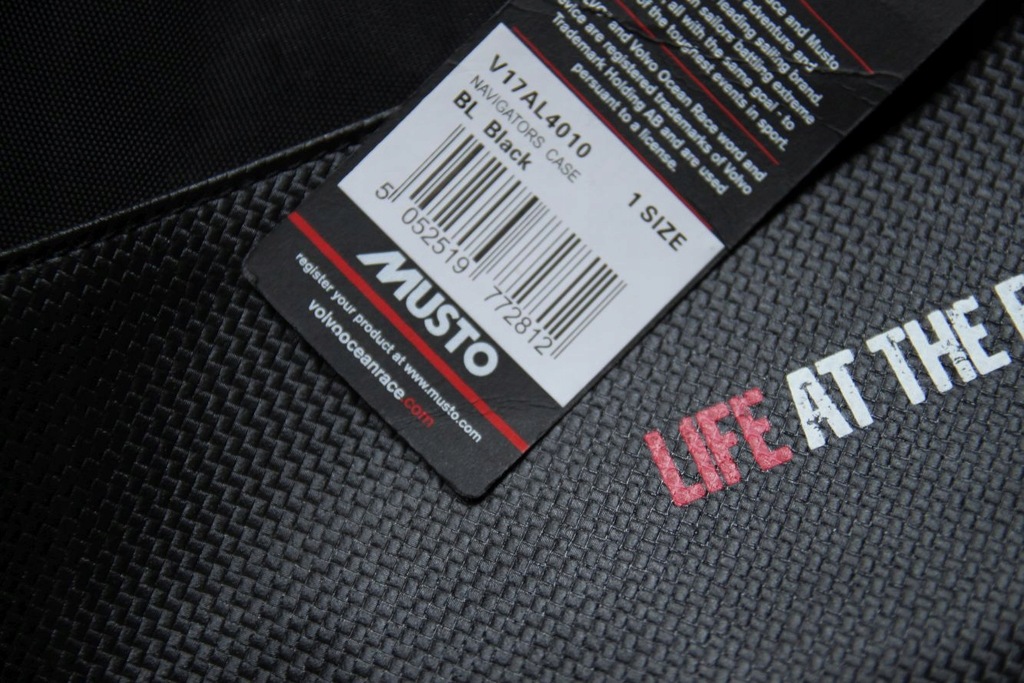 ace and Musto
adventure and
leading sailing brand.
n sailors battling extreme
al with the same goal - to
of the toughest events in sport.
and Volvo Ocean Race word and
vice are registered trademarks of Volvo
Trademark Holding AB and are used
persuant to a license.
V17AL4010
NAVIGATORS CASE
BL Black
1 SIZE
5 052519 772812
MUSTO
register your product at www.musto.com
volvooceanrace.com
LIFE AT THE